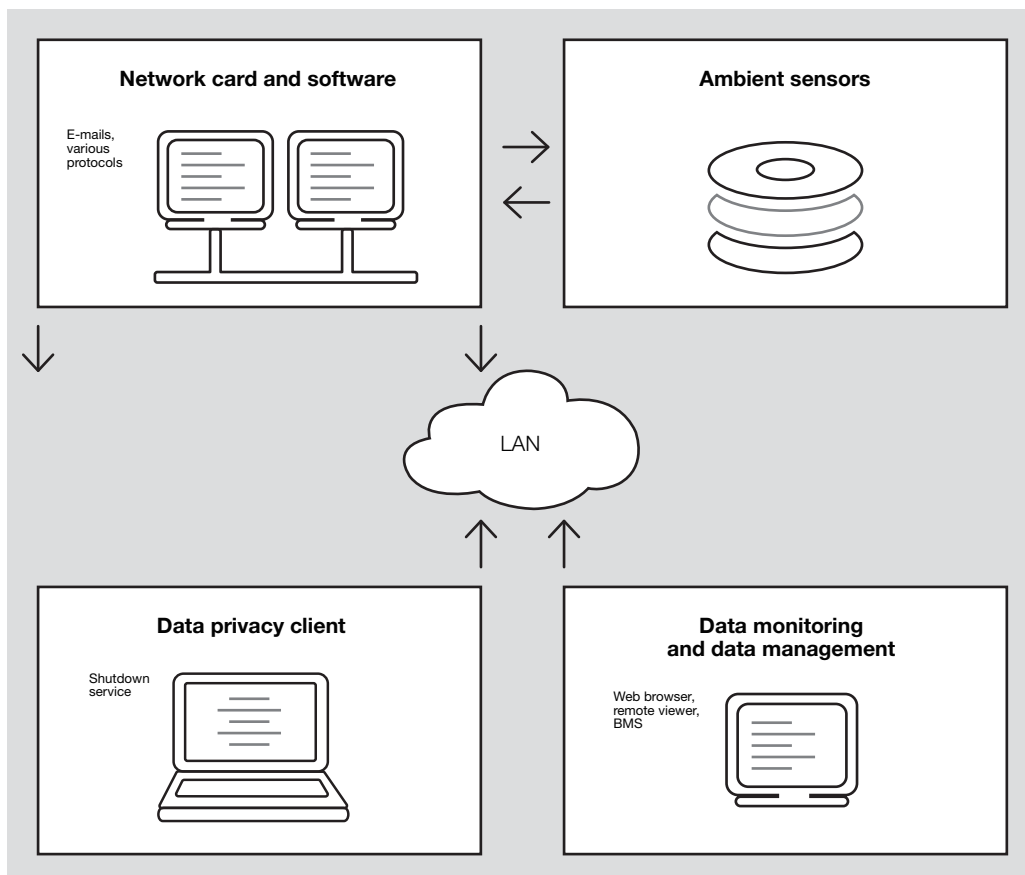 Network card and software
E-mails,
various
protocols
Ambient sensors
LAN
Data privacy client
Shutdown
service
Data monitoring
and data management
Web browser,
remote viewer,
BMS